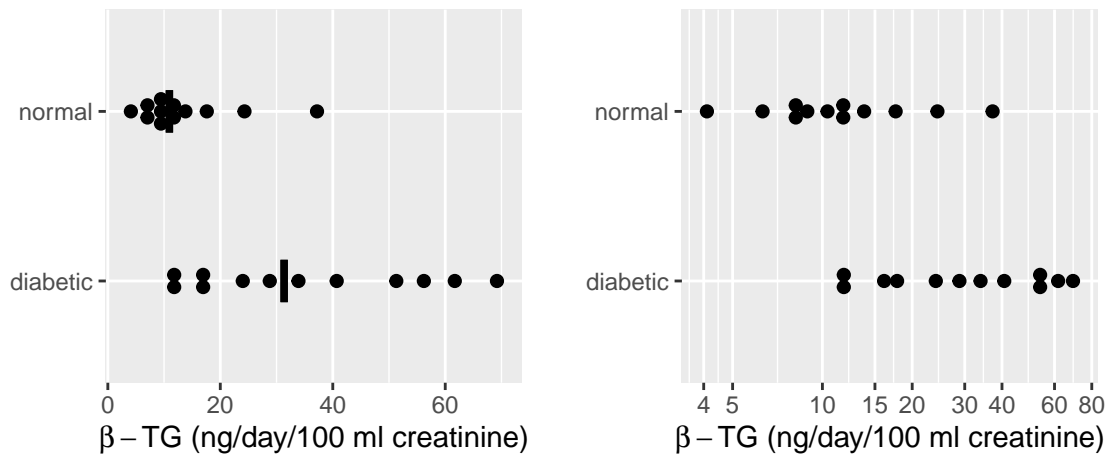 normal
diabetic
0 20 40 60
β – TG (ng/day/100 ml creatinine)
normal
diabetic
4 5 10 15 20 30 40 60 80
β – TG (ng/day/100 ml creatinine)